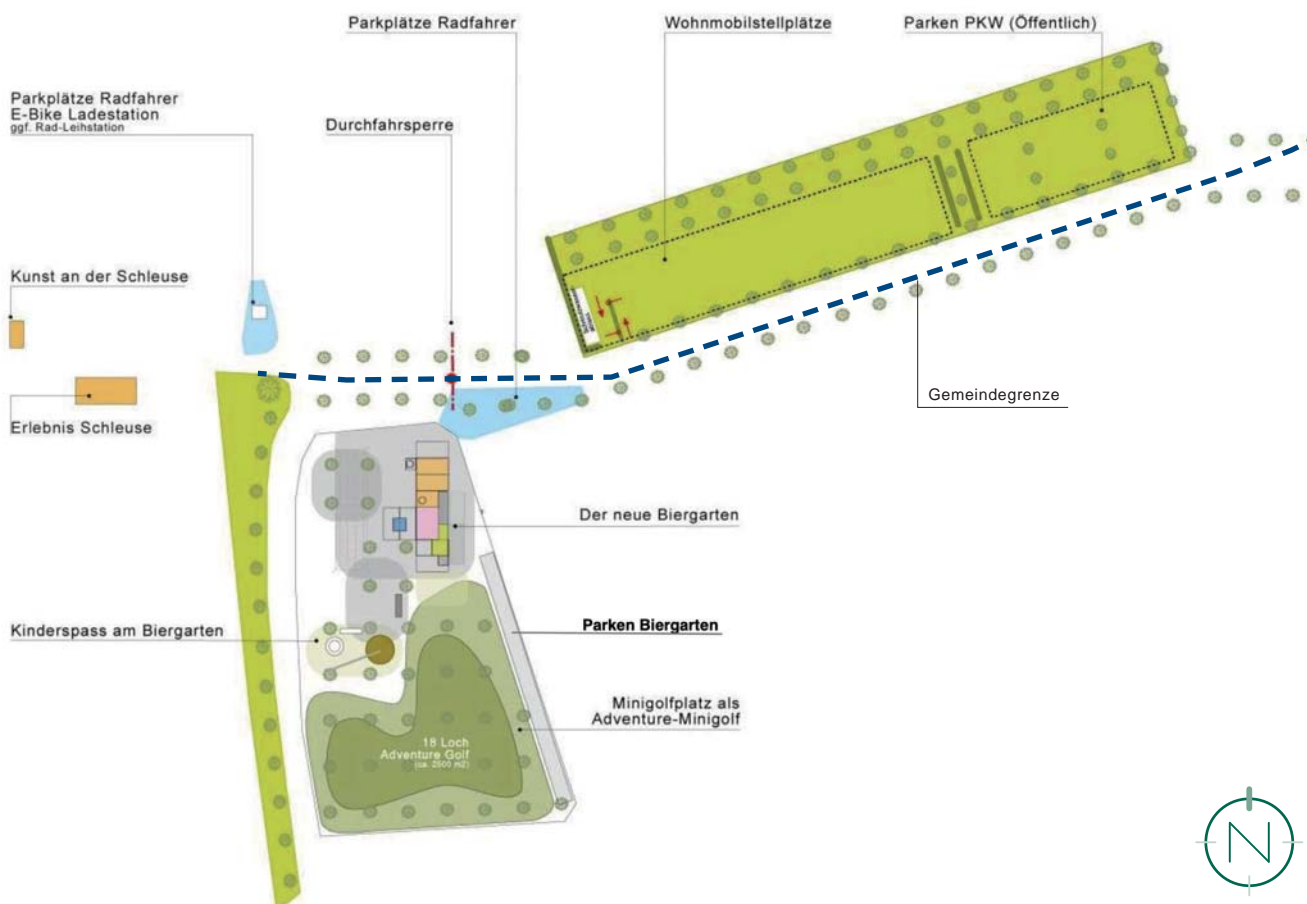 Parkplätze Radfahrer
Wohnmobilstellplätze
Parken PKW (Öffentlich)
Parkplätze Radfahrer
E-Bike Ladestation
ggf. Rad-Leihstation
Durchfahrsperre
Kunst an der Schleuse
Erlebnis Schleuse
Gemeindegrenze
Der neue Biergarten
Kinderspass am Biergarten
Parken Biergarten
Minigolfplatz als
Adventure-Minigolf
18 Loch
Adventure Golf
(ca. 2500 m2)
N